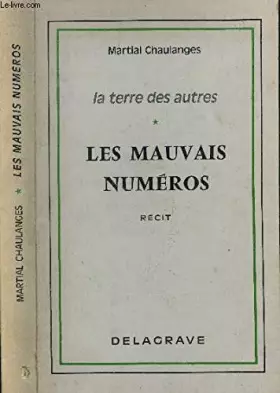 Le-livre.com
MARTIAL CHAULANGES * LES MAUVAIS NUMÉROS
Martial Chaulanges
la terre des autres
*
LES MAUVAIS
NUMÉROS
RÉCIT
DELAGRAVE